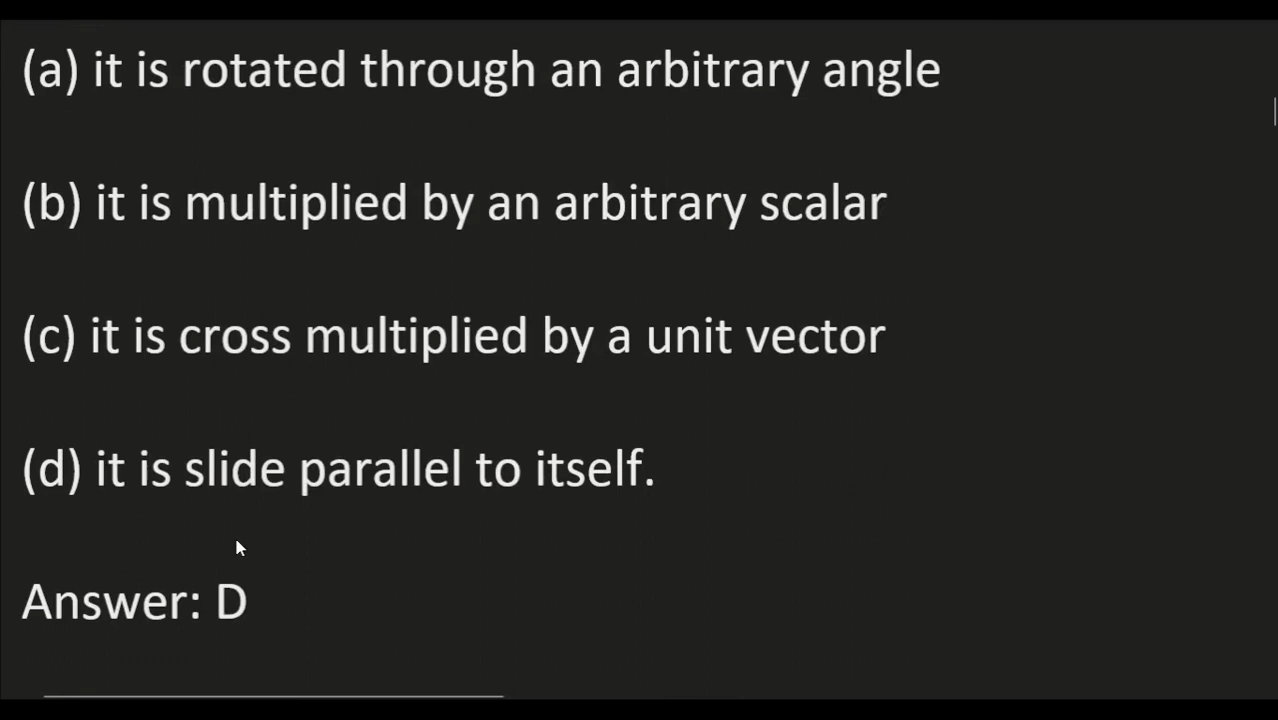 (a) it is rotated through an arbitrary angle
(b) it is multiplied by an arbitrary scalar
(c) it is cross multiplied by a unit vector
(d) it is slide parallel to itself.
Answer: D